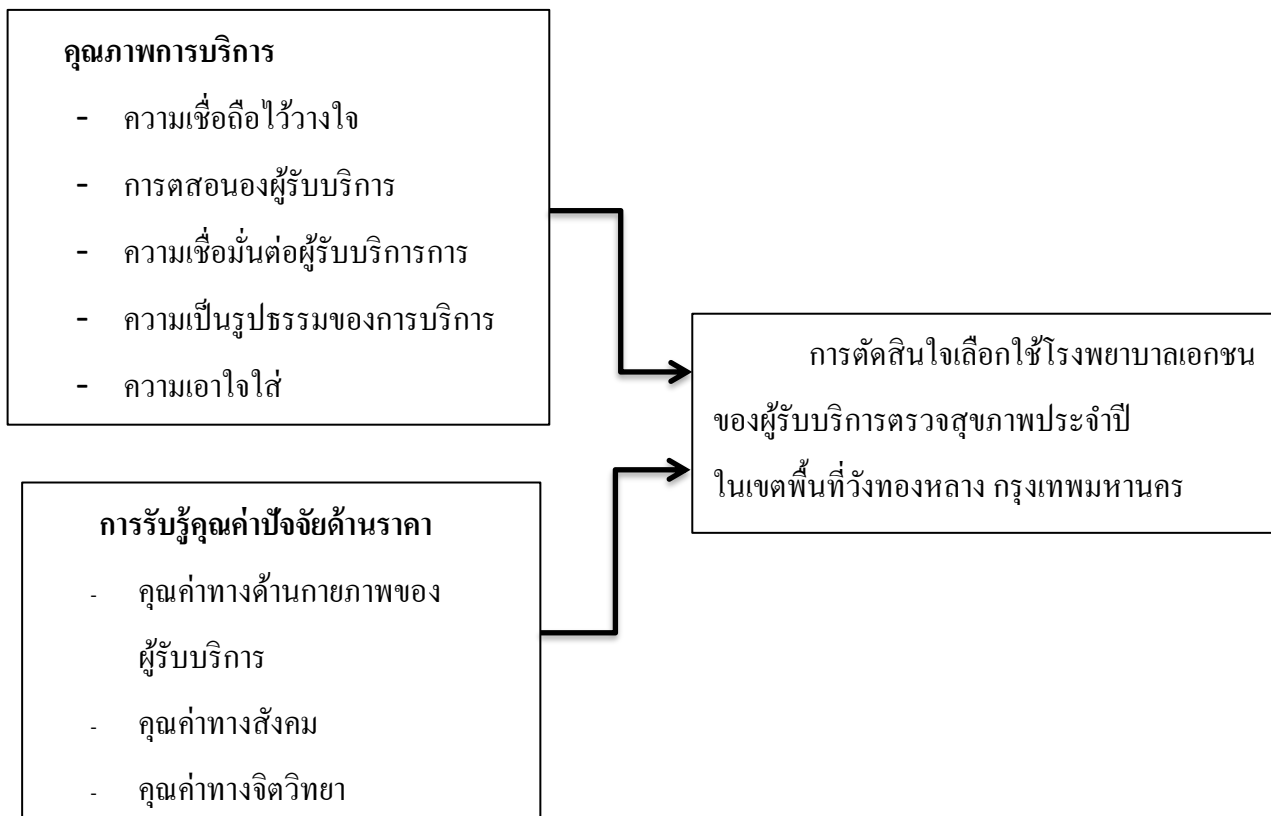 คุณภาพการบริการ
- ความเชื่อถือไว้วางใจ
- การตสอนองผู้รับบริการ
- ความเชื่อมั่นต่อผู้รับบริการการ
- ความเป็นรูปธรรมของการบริการ
- ความเอาใจใส่
การตัดสินใจเลือกใช้โรงพยาบาลเอกชน
ของผู้รับบริการตรวจสุขภาพประจำปี
ในเขตพื้นที่วังทองหลาง กรุงเทพมหานคร
การรับรู้คุณค่าปัจจัยด้านราคา
- คุณค่าทางด้านกายภาพของ
ผู้รับบริการ
- คุณค่าทางสังคม
- คุณค่าทางจิตวิทยา